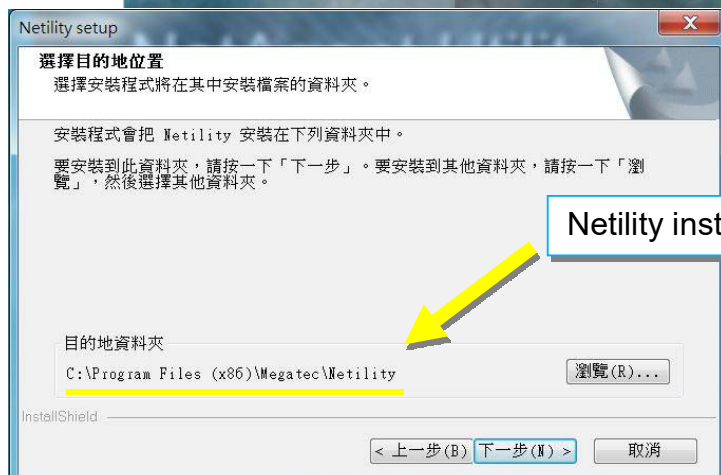 Netility setup
選擇目的地位置
選擇安裝程式將在其中安裝檔案的資料夾。
安裝程式會把 Netility 安裝在下列資料夾中。
要安裝到此資料夾，請按一下「下一步」。要安裝到其他資料夾，請按一下「瀏
覽」，然後選擇其他資料夾。
Netility inst
目的地資料夾
C:\Program Files (x86)\Megatec\Netility
瀏覽(R)...
InstallShield
< 上一步(B) 下一步(N) > 取消